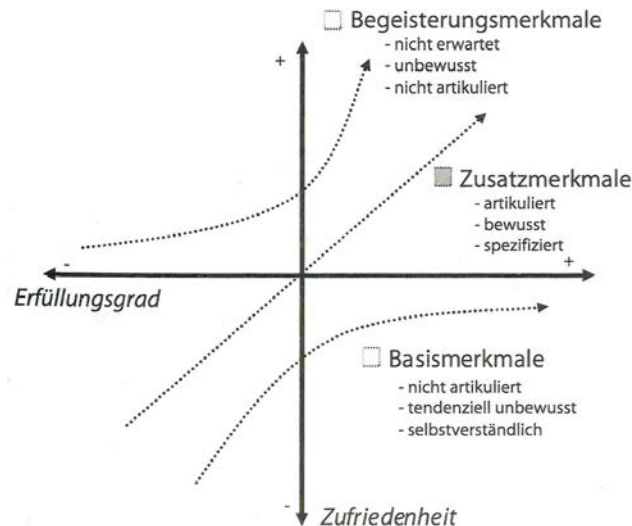 Begeisterungsmerkmale
- nicht erwartet
- unbewusst
- nicht artikuliert
+
Zusatzmerkmale
- artikuliert
- bewusst
- spezifiziert
-
+
Erfüllungsgrad
Basismerkmale
- nicht artikuliert
- tendenziell unbewusst
- selbstverständlich
-
Zufriedenheit